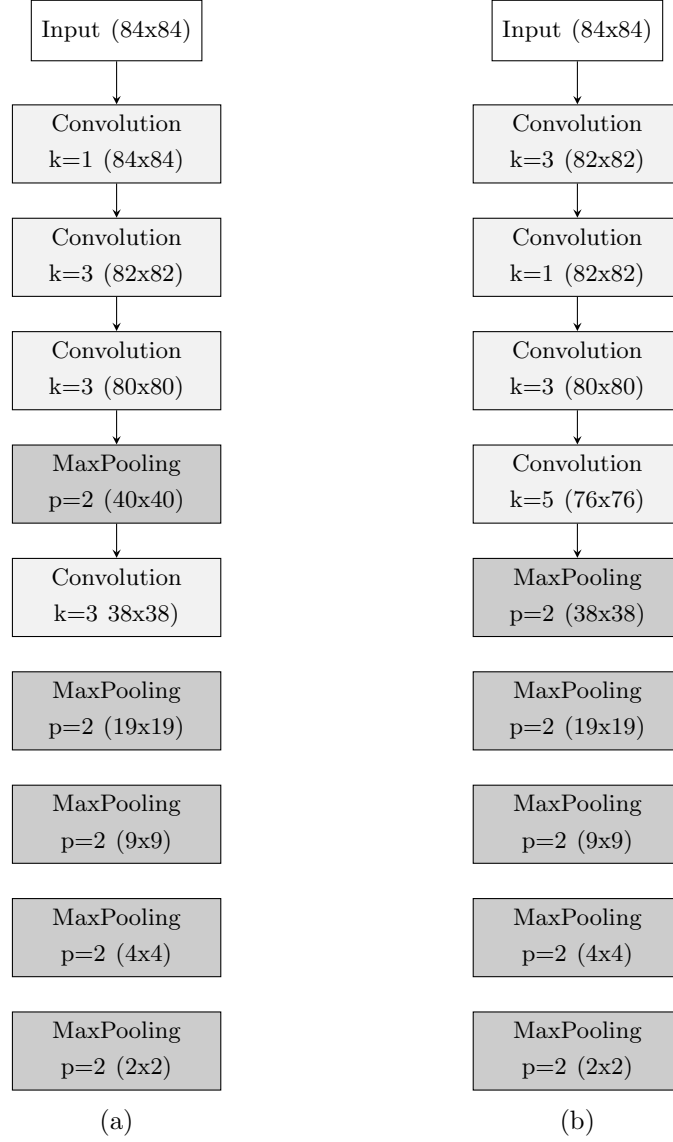 Input (84x84)
Convolution
k=1 (84x84)
Convolution
k=3 (82x82)
Convolution
k=3 (80x80)
MaxPooling
p=2 (40x40)
Convolution
k=3 38x38)
MaxPooling
p=2 (19x19)
MaxPooling
p=2 (9x9)
MaxPooling
p=2 (4x4)
MaxPooling
p=2 (2x2)
(a)
Input (84x84)
Convolution
k=3 (82x82)
Convolution
k=1 (82x82)
Convolution
k=3 (80x80)
Convolution
k=5 (76x76)
MaxPooling
p=2 (38x38)
MaxPooling
p=2 (19x19)
MaxPooling
p=2 (9x9)
MaxPooling
p=2 (4x4)
MaxPooling
p=2 (2x2)
(b)